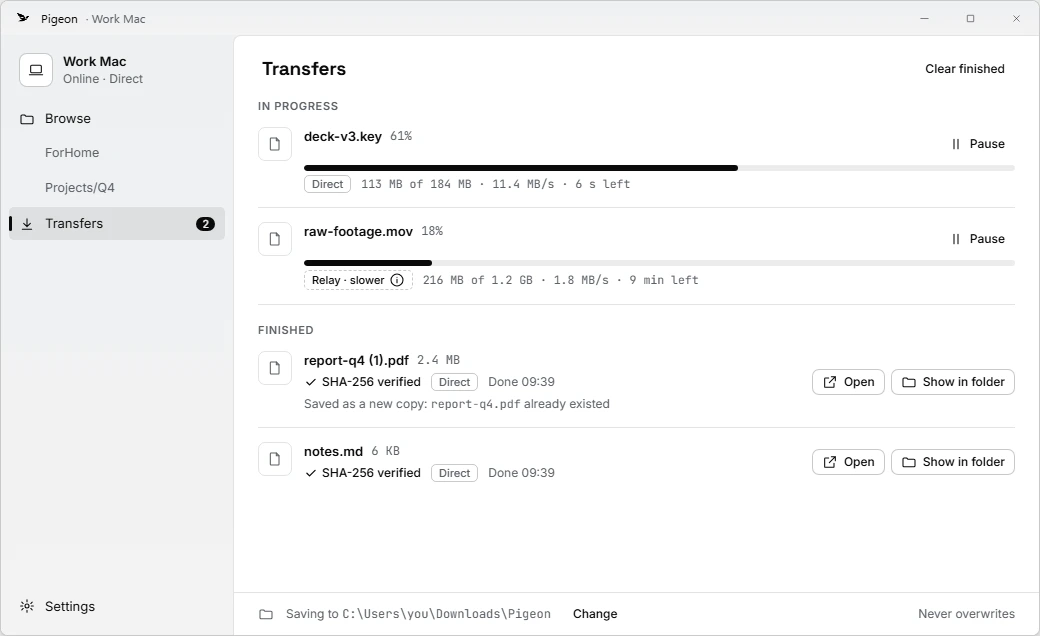 Pigeon · Work Mac
Work Mac
Online · Direct
Browse
ForHome
Projects/Q4
Transfers 2
Settings
Transfers
Clear finished
IN PROGRESS
deck-v3.key 61%
Pause
Direct 113 MB of 184 MB · 11.4 MB/s · 6 s left
raw-footage.mov 18%
Pause
Relay · slower 216 MB of 1.2 GB · 1.8 MB/s · 9 min left
FINISHED
report-q4 (1).pdf 2.4 MB
SHA-256 verified Direct Done 09:39
Open Show in folder
Saved as a new copy: report-q4.pdf already existed
notes.md 6 KB
Open Show in folder
SHA-256 verified Direct Done 09:39
Saving to C:\Users\you\Downloads\Pigeon Change Never overwrites